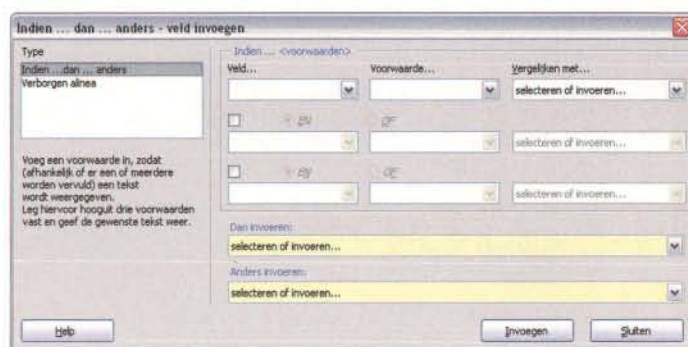 Indien ... dan ... anders - veld invoegen
Type
Indien ...dan ... anders
Verborgen alinea
Voeg een voorwaarde in, zodat
(afhankelijk of er een of meerdere
worden vervuld) een tekst
wordt weergegeven.
Leg hiervoor hooguit drie voorwaarden
vast en geef de gewenste tekst weer.
Indien ... <voorwaarden>
Veld...
Voorwaarde...
Vergelijken met...
selecteren of invoeren...
EN
OF
selecteren of invoeren...
EN
OF
selecteren of invoeren...
Dan invoeren:
selecteren of invoeren...
Anders invoeren:
selecteren of invoeren...
Help
Invoegen
Sluiten